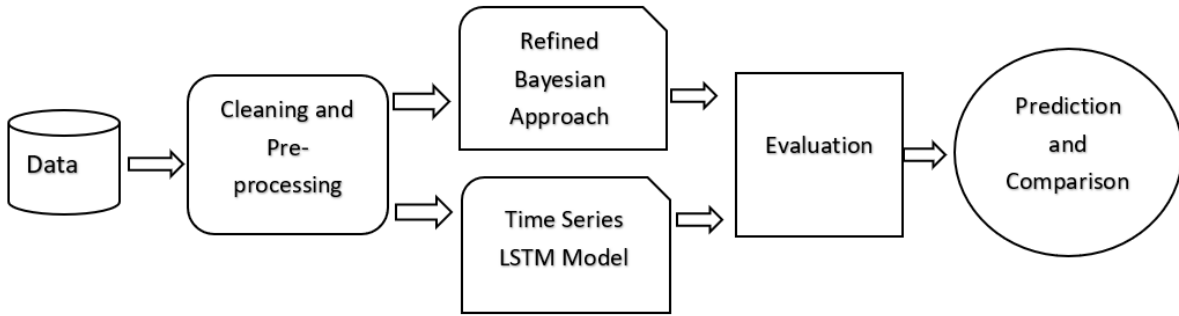 Data
Cleaning and
Pre-
processing
Refined
Bayesian
Approach
Time Series
LSTM Model
Evaluation
Prediction
and
Comparison